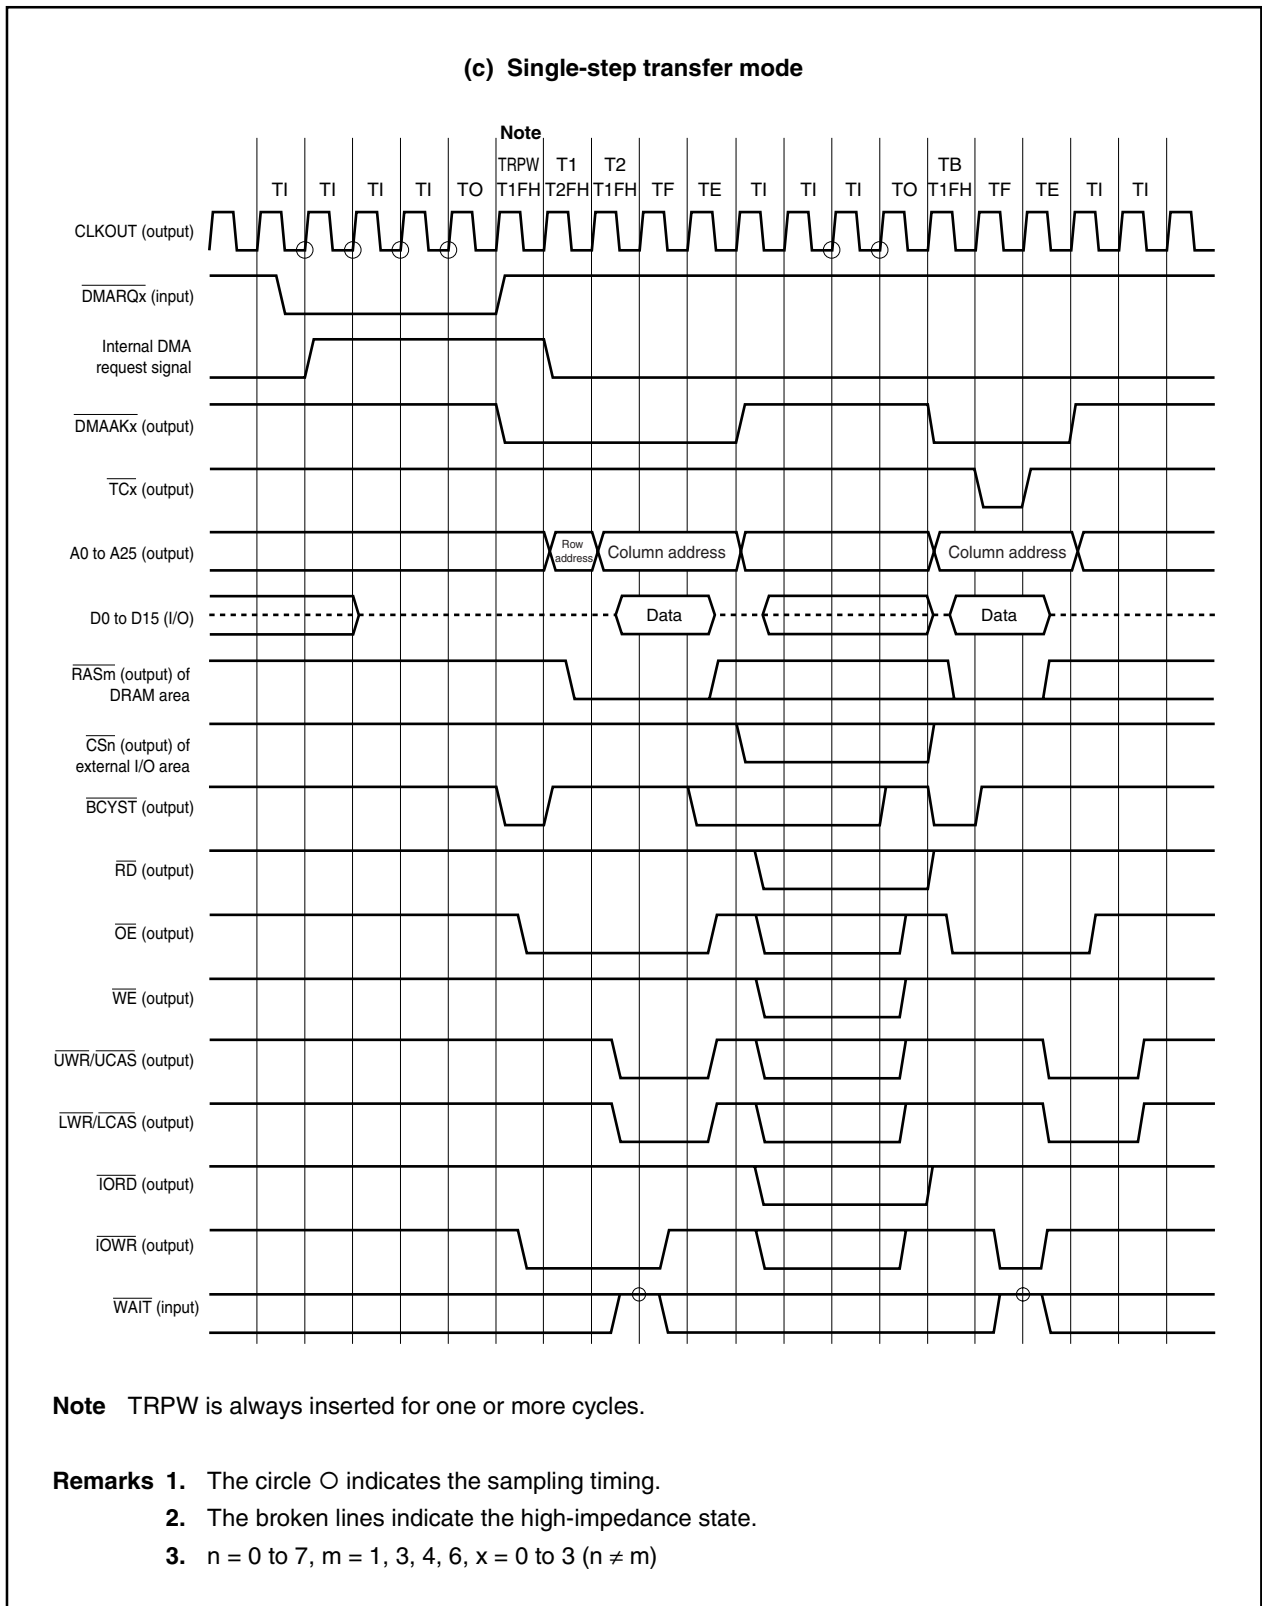 (c) Single-step transfer mode
Note
TRPW T1 T2 TB
TI TI TI TI TO T1FH T2FH T1FH TF TE TI TI TI TO T1FH TF TE TI TI
CLKOUT (output)
DMARQx (input)
Internal DMA
request signal
DMAAKx (output)
TCx (output)
A0 to A25 (output)
Row
address
Column address
Column address
D0 to D15 (I/O)
Data
Data
RASm (output) of
DRAM area
CSn (output) of
external I/O area
BCYST (output)
RD (output)
OE (output)
WE (output)
UWR/UCAS (output)
LWR/LCAS (output)
IORD (output)
IOWR (output)
WAIT (input)
Note TRPW is always inserted for one or more cycles.
Remarks 1. The circle O indicates the sampling timing.
2. The broken lines indicate the high-impedance state.
3. n = 0 to 7, m = 1, 3, 4, 6, x = 0 to 3 (n ≠ m)